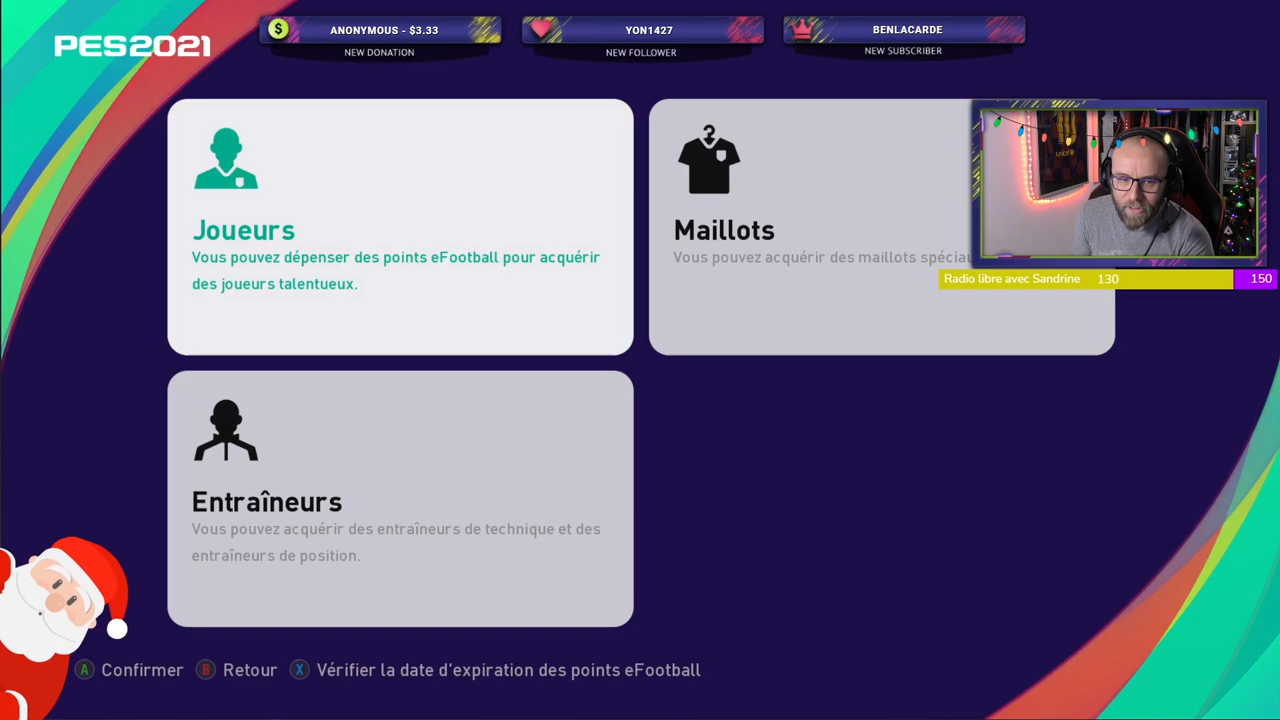 PES2021
ANONYMOUS - $3.33
NEW DONATION
YON1427
NEW FOLLOWER
BENLACARDE
NEW SUBSCRIBER
Joueurs
Vous pouvez dépenser des points eFootball pour acquérir
des joueurs talentueux.
Maillots
Vous pouvez acquérir des maillots spéciau
Radio libre avec Sandrine 130 150
Entraîneurs
Vous pouvez acquérir des entraîneurs de technique et des
entraîneurs de position.
A Confirmer B Retour X Vérifier la date d'expiration des points eFootball